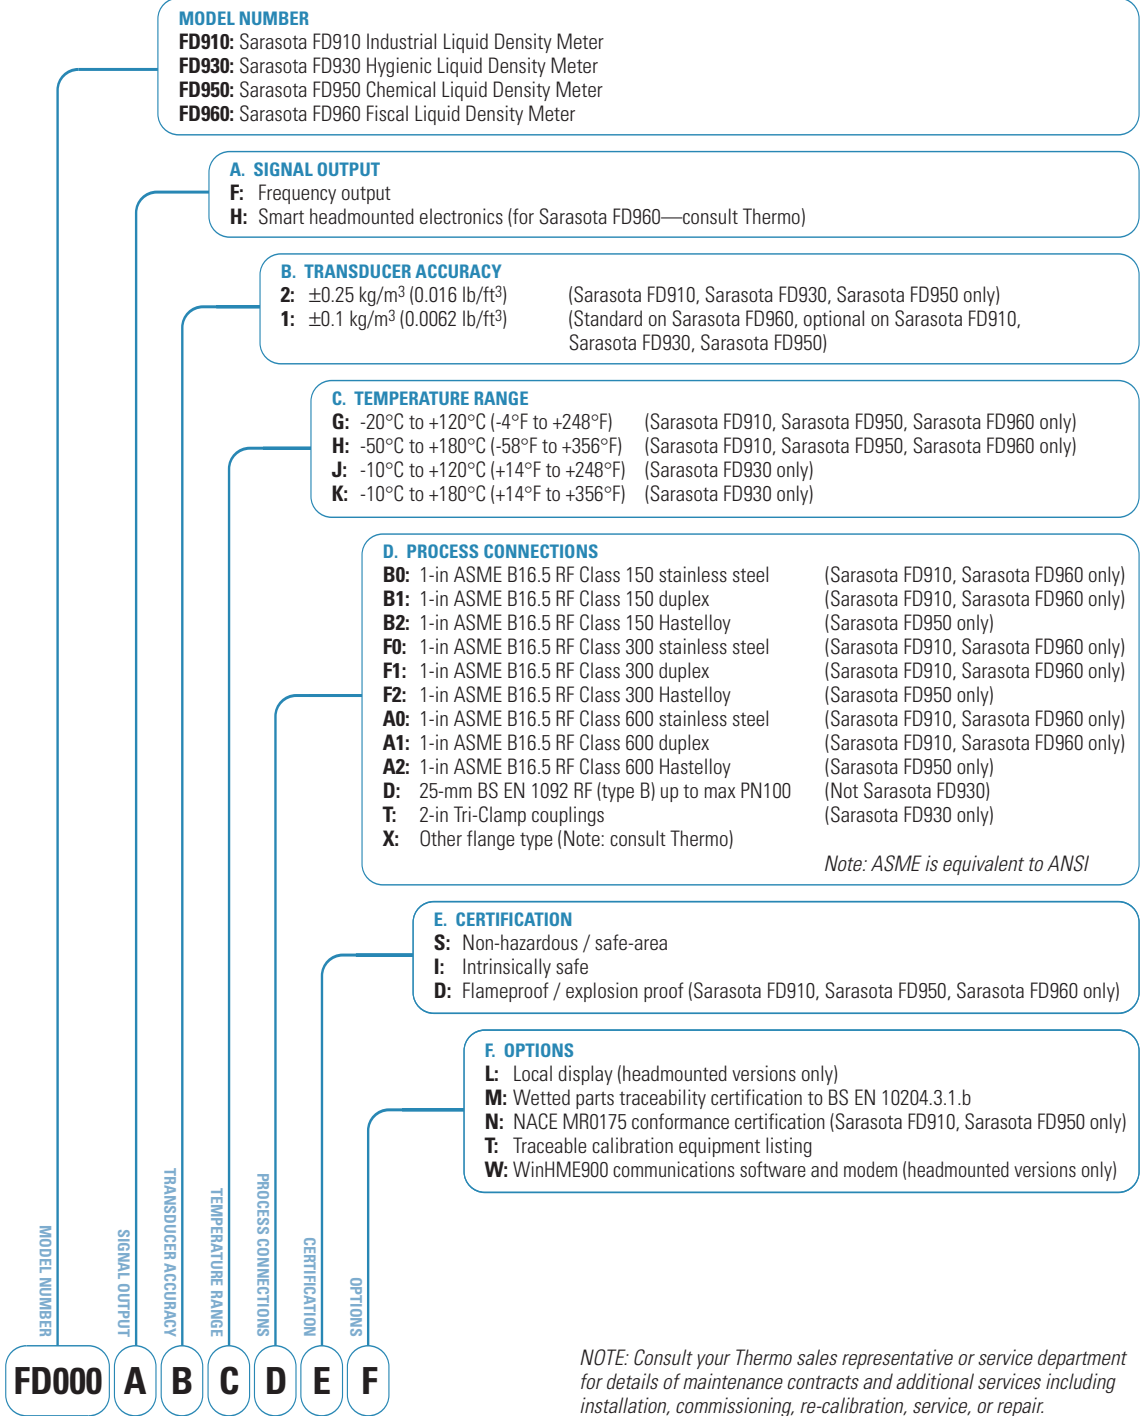 MODEL NUMBER
FD910: Sarasota FD910 Industrial Liquid Density Meter
FD930: Sarasota FD930 Hygienic Liquid Density Meter
FD950: Sarasota FD950 Chemical Liquid Density Meter
FD960: Sarasota FD960 Fiscal Liquid Density Meter
A. SIGNAL OUTPUT
F: Frequency output
H: Smart headmounted electronics (for Sarasota FD960—consult Thermo)
B. TRANSDUCER ACCURACY
2: ±0.25 kg/m³ (0.016 lb/ft³) (Sarasota FD910, Sarasota FD930, Sarasota FD950 only)
1: ±0.1 kg/m³ (0.0062 lb/ft³) (Standard on Sarasota FD960, optional on Sarasota FD910,
Sarasota FD930, Sarasota FD950)
C. TEMPERATURE RANGE
G: -20°C to +120°C (-4°F to +248°F) (Sarasota FD910, Sarasota FD950, Sarasota FD960 only)
H: -50°C to +180°C (-58°F to +356°F) (Sarasota FD910, Sarasota FD950, Sarasota FD960 only)
J: -10°C to +120°C (+14°F to +248°F) (Sarasota FD930 only)
K: -10°C to +180°C (+14°F to +356°F) (Sarasota FD930 only)
D. PROCESS CONNECTIONS
B0: 1-in ASME B16.5 RF Class 150 stainless steel (Sarasota FD910, Sarasota FD960 only)
B1: 1-in ASME B16.5 RF Class 150 duplex (Sarasota FD910, Sarasota FD960 only)
B2: 1-in ASME B16.5 RF Class 150 Hastelloy (Sarasota FD950 only)
F0: 1-in ASME B16.5 RF Class 300 stainless steel (Sarasota FD910, Sarasota FD960 only)
F1: 1-in ASME B16.5 RF Class 300 duplex (Sarasota FD910, Sarasota FD960 only)
F2: 1-in ASME B16.5 RF Class 300 Hastelloy (Sarasota FD950 only)
A0: 1-in ASME B16.5 RF Class 600 stainless steel (Sarasota FD910, Sarasota FD960 only)
A1: 1-in ASME B16.5 RF Class 600 duplex (Sarasota FD910, Sarasota FD960 only)
A2: 1-in ASME B16.5 RF Class 600 Hastelloy (Sarasota FD950 only)
D: 25-mm BS EN 1092 RF (type B) up to max PN100 (Not Sarasota FD930)
T: 2-in Tri-Clamp couplings (Sarasota FD930 only)
X: Other flange type (Note: consult Thermo)
Note: ASME is equivalent to ANSI
E. CERTIFICATION
S: Non-hazardous / safe-area
I: Intrinsically safe
D: Flameproof / explosion proof (Sarasota FD910, Sarasota FD950, Sarasota FD960 only)
F. OPTIONS
L: Local display (headmounted versions only)
M: Wetted parts traceability certification to BS EN 10204.3.1.b
N: NACE MR0175 conformance certification (Sarasota FD910, Sarasota FD950 only)
T: Traceable calibration equipment listing
W: WinHME900 communications software and modem (headmounted versions only)
MODEL NUMBER
SIGNAL OUTPUT
TRANSDUCER ACCURACY
TEMPERATURE RANGE
PROCESS CONNECTIONS
CERTIFICATION
OPTIONS
FD000 A B C D E F
NOTE: Consult your Thermo sales representative or service department
for details of maintenance contracts and additional services including
installation, commissioning, re-calibration, service, or repair.